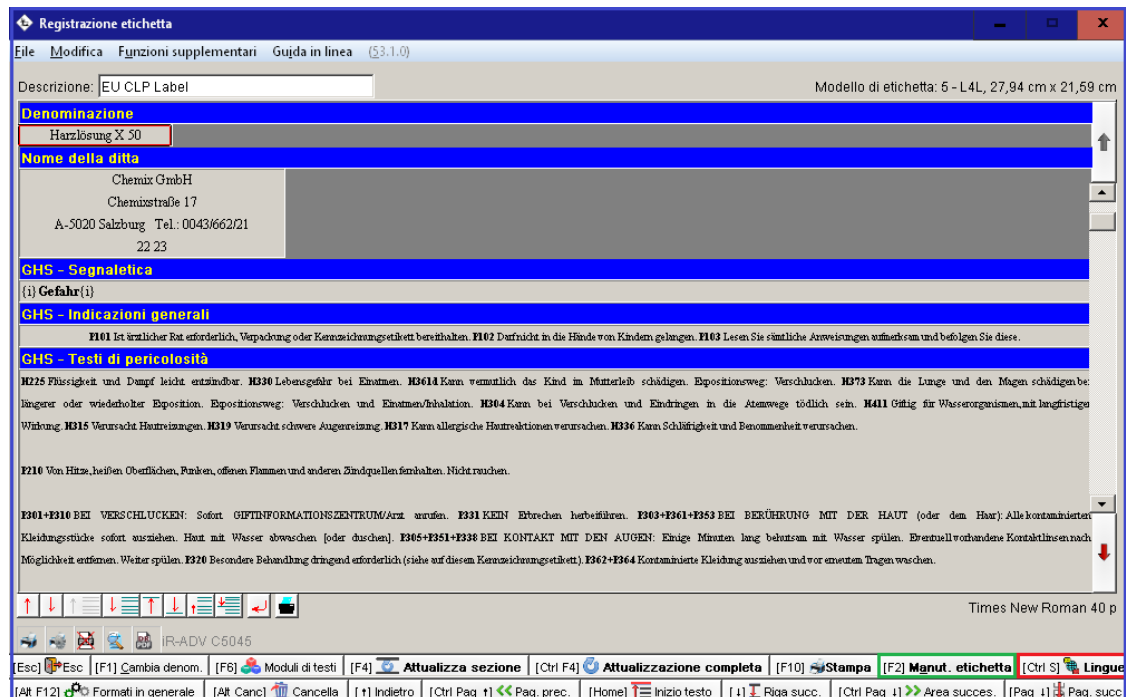 Registrazione etichetta
File Modifica Funzioni supplementari Guida in linea (53.1.0)
Descrizione: EU CLP Label Modello di etichetta: 5 - L4L, 27,94 cm x 21,59 cm
Denominazione
Harzlösung X 50
Nome della ditta
Chemix GmbH
Chemixstraße 17
A-5020 Salzburg Tel.: 0043/662/21
22 23
GHS - Segnaletica
{i} Gefahr{i}
GHS - Indicazioni generali
P101 Ist ärztlicher Rat erforderlich, Verpackung oder Kennzeichnungsetikett bereithalten. P102 Darf nicht in die Hände von Kindern gelangen. P103 Lesen Sie sämtliche Anweisungen aufmerksam und befolgen Sie diese.
GHS - Testi di pericolosità
H225 Flüssigkeit und Dampf leicht entzündbar. H330 Lebensgefahr bei Einatmen. H361d Kann vermutlich das Kind im Mutterleib schädigen. Expositionsweg: Verschlucken. H373 Kann die Lunge und den Magen schädigen be
längerer oder wiederholter Exposition. Expositionsweg: Verschlucken und Einatmen/Inhalation. H304 Kann bei Verschlucken und Eindringen in die Atemwege tödlich sein. H411 Giftig für Wasserorganismen, mit langfristiger
Wirkung. H315 Verursacht Hautreizungen. H319 Verursacht schwere Augenreizung. H317 Kann allergische Hautreaktionen verursachen. H336 Kann Schläfrigkeit und Benommenheit verursachen.
P210 Von Hitze, heißen Oberflächen, Funken, offenen Flammen und anderen Zündquellen fernhalten. Nicht rauchen.
P301+P310 BEI VERSCHLUCKEN: Sofort GIFTINFORMATIONSZENTRUM/Arzt anrufen. P331 KEIN Erbrechen herbeiführen. P303+P361+P353 BEI BERÜHRUNG MIT DER HAUT (oder dem Haar): Alle kontaminierten
Kleidungsstücke sofort ausziehen. Haut mit Wasser abwaschen [oder duschen]. P305+P351+P338 BEI KONTAKT MIT DEN AUGEN: Einige Minuten lang behutsam mit Wasser spülen. Eventuell vorhandene Kontaktlinsen nach
Möglichkeit entfernen. Weiter spülen. P320 Besondere Behandlung dringend erforderlich (siehe auf diesem Kennzeichnungsetikett). P362+P364 Kontaminierte Kleidung ausziehen und vor erneutem Tragen waschen.
Times New Roman 40 p
iR-ADV C5045
[Esc] Esc [F1] Cambia denom. [F6] Moduli di testi [F4] Attualizza sezione [Ctrl F4] Attualizzazione completa [F10] Stampa [F2] Manut. etichetta [Ctrl S] Lingue
[Alt F12] Formati in generale [Alt Canc] Cancella [↑] Indietro [Ctrl Pag ↑] Pag. prec. [Home] Inizio testo [↓] Riga succ. [Ctrl Pag ↓] Area succes. [Pag ↓] Pag. succ